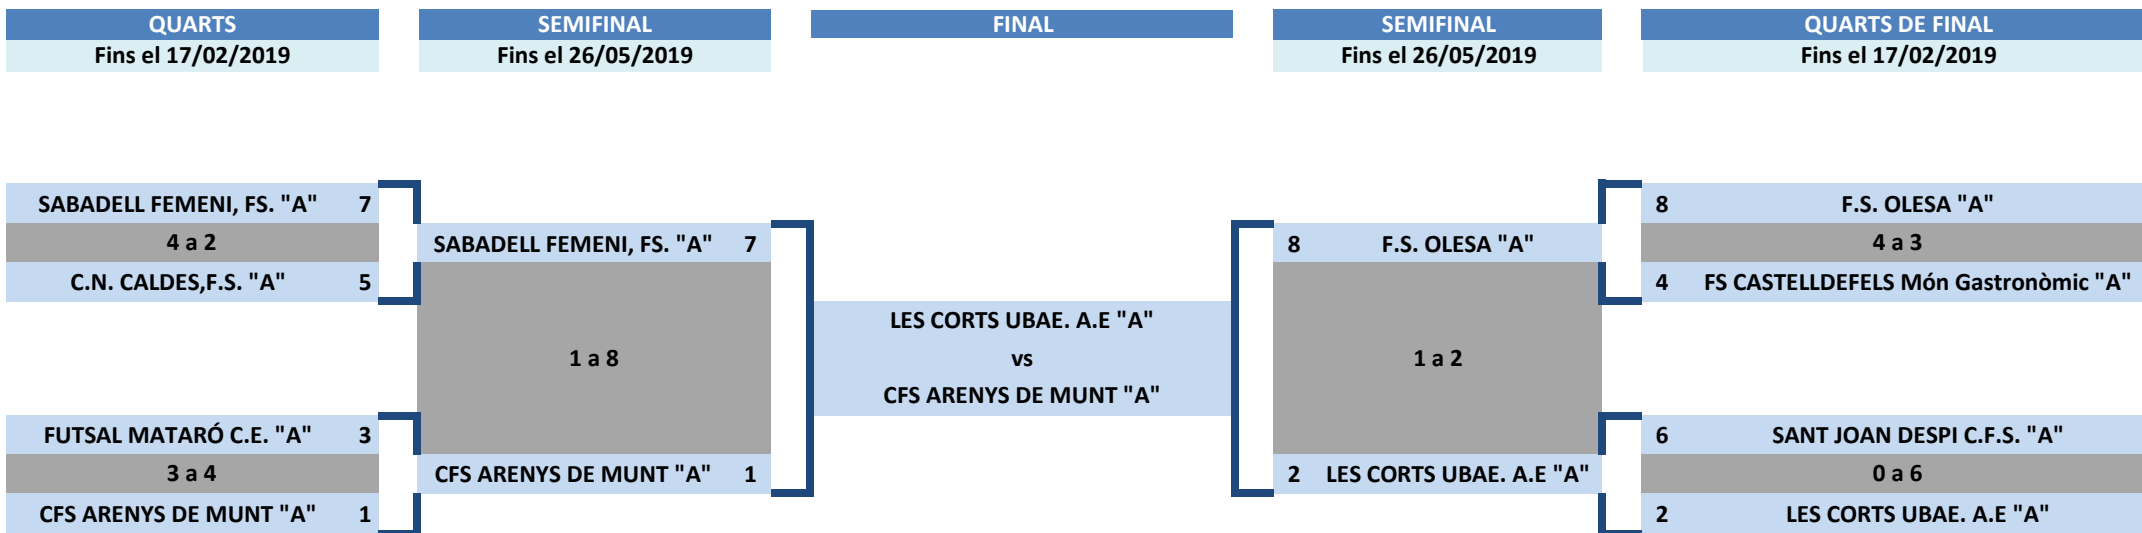 QUARTS
Fins el 17/02/2019
SEMIFINAL
Fins el 26/05/2019
FINAL
SEMIFINAL
Fins el 26/05/2019
QUARTS DE FINAL
Fins el 17/02/2019
SABADELL FEMENI, FS. "A" 7
4 a 2
C.N. CALDES,F.S. "A" 5
FUTSAL MATARÓ C.E. "A" 3
3 a 4
CFS ARENYS DE MUNT "A" 1
SABADELL FEMENI, FS. "A" 7
1 a 8
CFS ARENYS DE MUNT "A" 1
LES CORTS UBAE. A.E "A"
vs
CFS ARENYS DE MUNT "A"
8 F.S. OLESA "A"
1 a 2
2 LES CORTS UBAE. A.E "A"
8 F.S. OLESA "A"
4 a 3
4 FS CASTELLDEFELS Món Gastronòmic "A"
6 SANT JOAN DESPI C.F.S. "A"
0 a 6
2 LES CORTS UBAE. A.E "A"